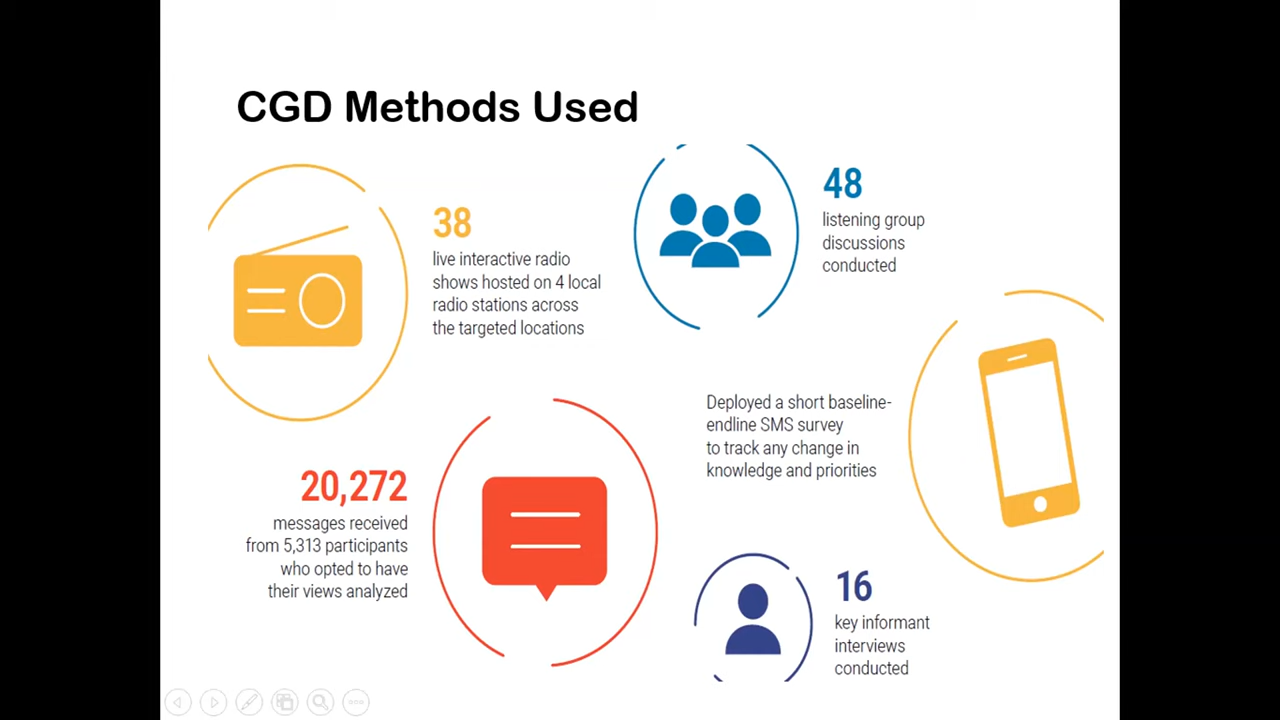 CGD Methods Used
38
live interactive radio
shows hosted on 4 local
radio stations across
the targeted locations
48
listening group
discussions
conducted
Deployed a short baseline-
endline SMS survey
to track any change in
knowledge and priorities
20,272
messages received
from 5,313 participants
who opted to have
their views analyzed
16
key informant
interviews
conducted